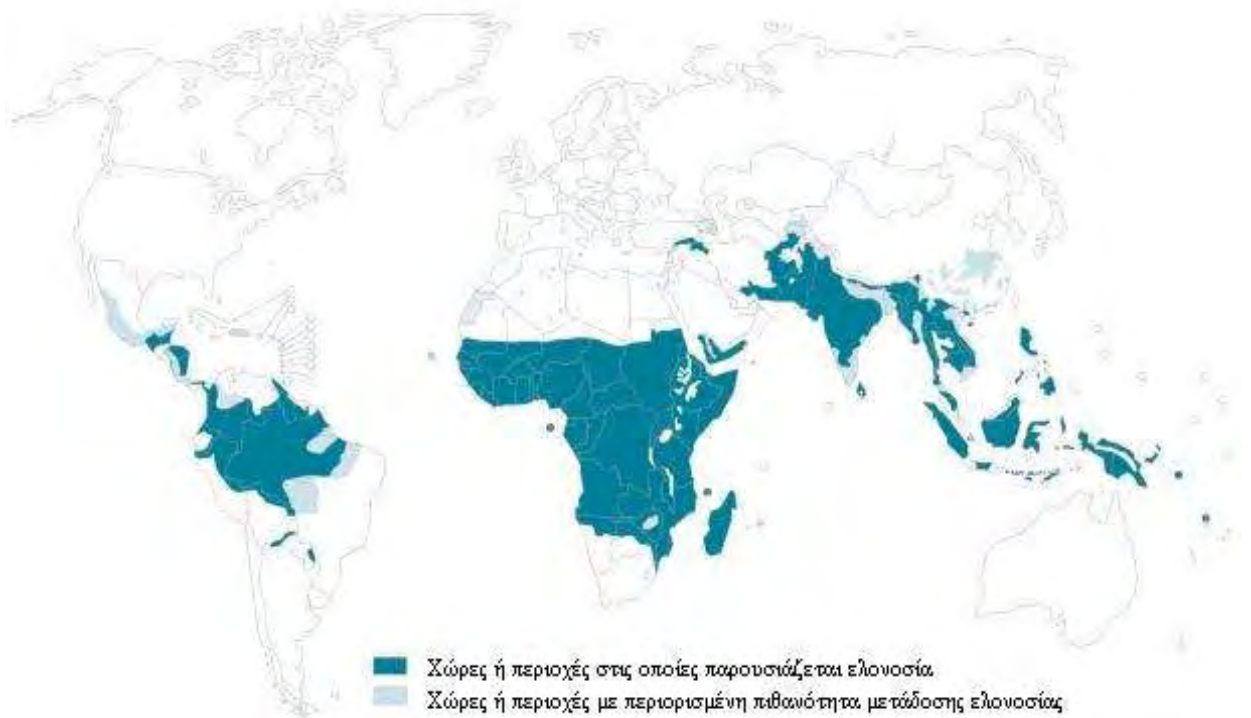 Χώρες ή περιοχές στις οποίες παρουσιάζεται ελονοσία
Χώρες ή περιοχές με περιορισμένη πιθανότητα μετάδοσης ελονοσίας